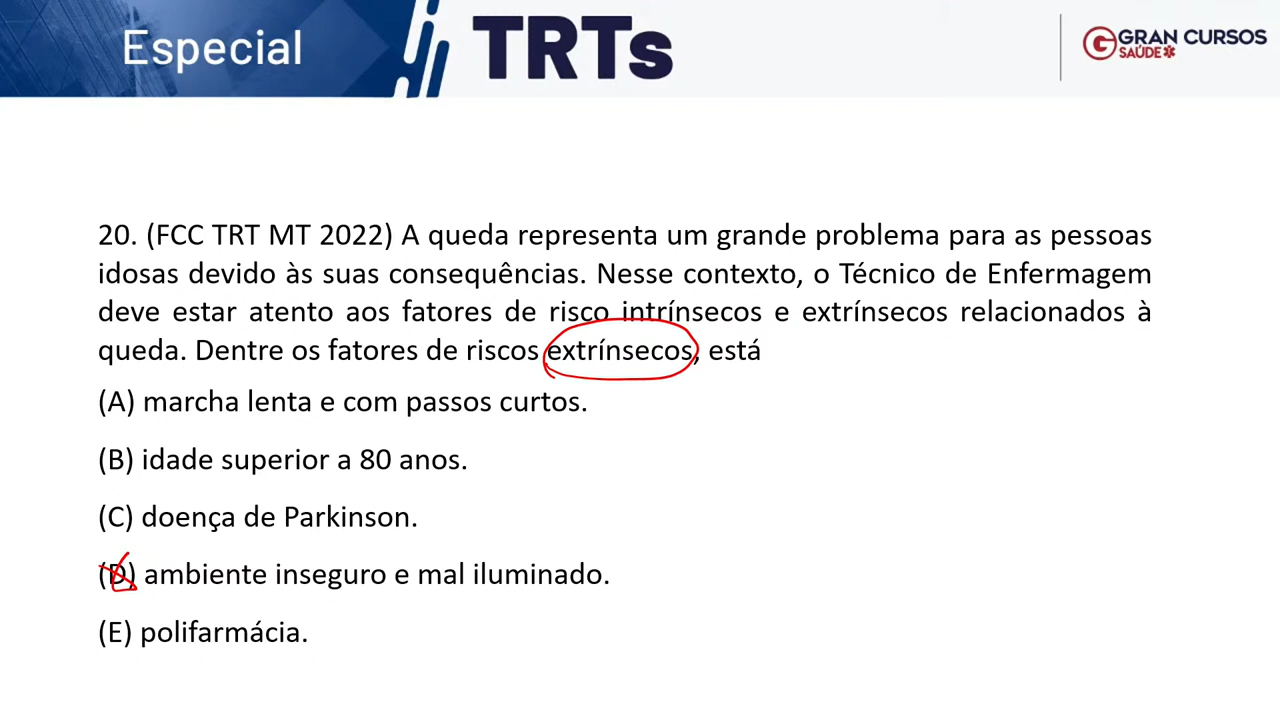 Especial
TRTs
GRAN CURSOS
SAÚDE
20. (FCC TRT MT 2022) A queda representa um grande problema para as pessoas
idosas devido às suas consequências. Nesse contexto, o Técnico de Enfermagem
deve estar atento aos fatores de risco intrínsecos e extrínsecos relacionados à
queda. Dentre os fatores de riscos extrínsecos, está
(A) marcha lenta e com passos curtos.
(B) idade superior a 80 anos.
(C) doença de Parkinson.
(D) ambiente inseguro e mal iluminado.
(E) polifarmácia.